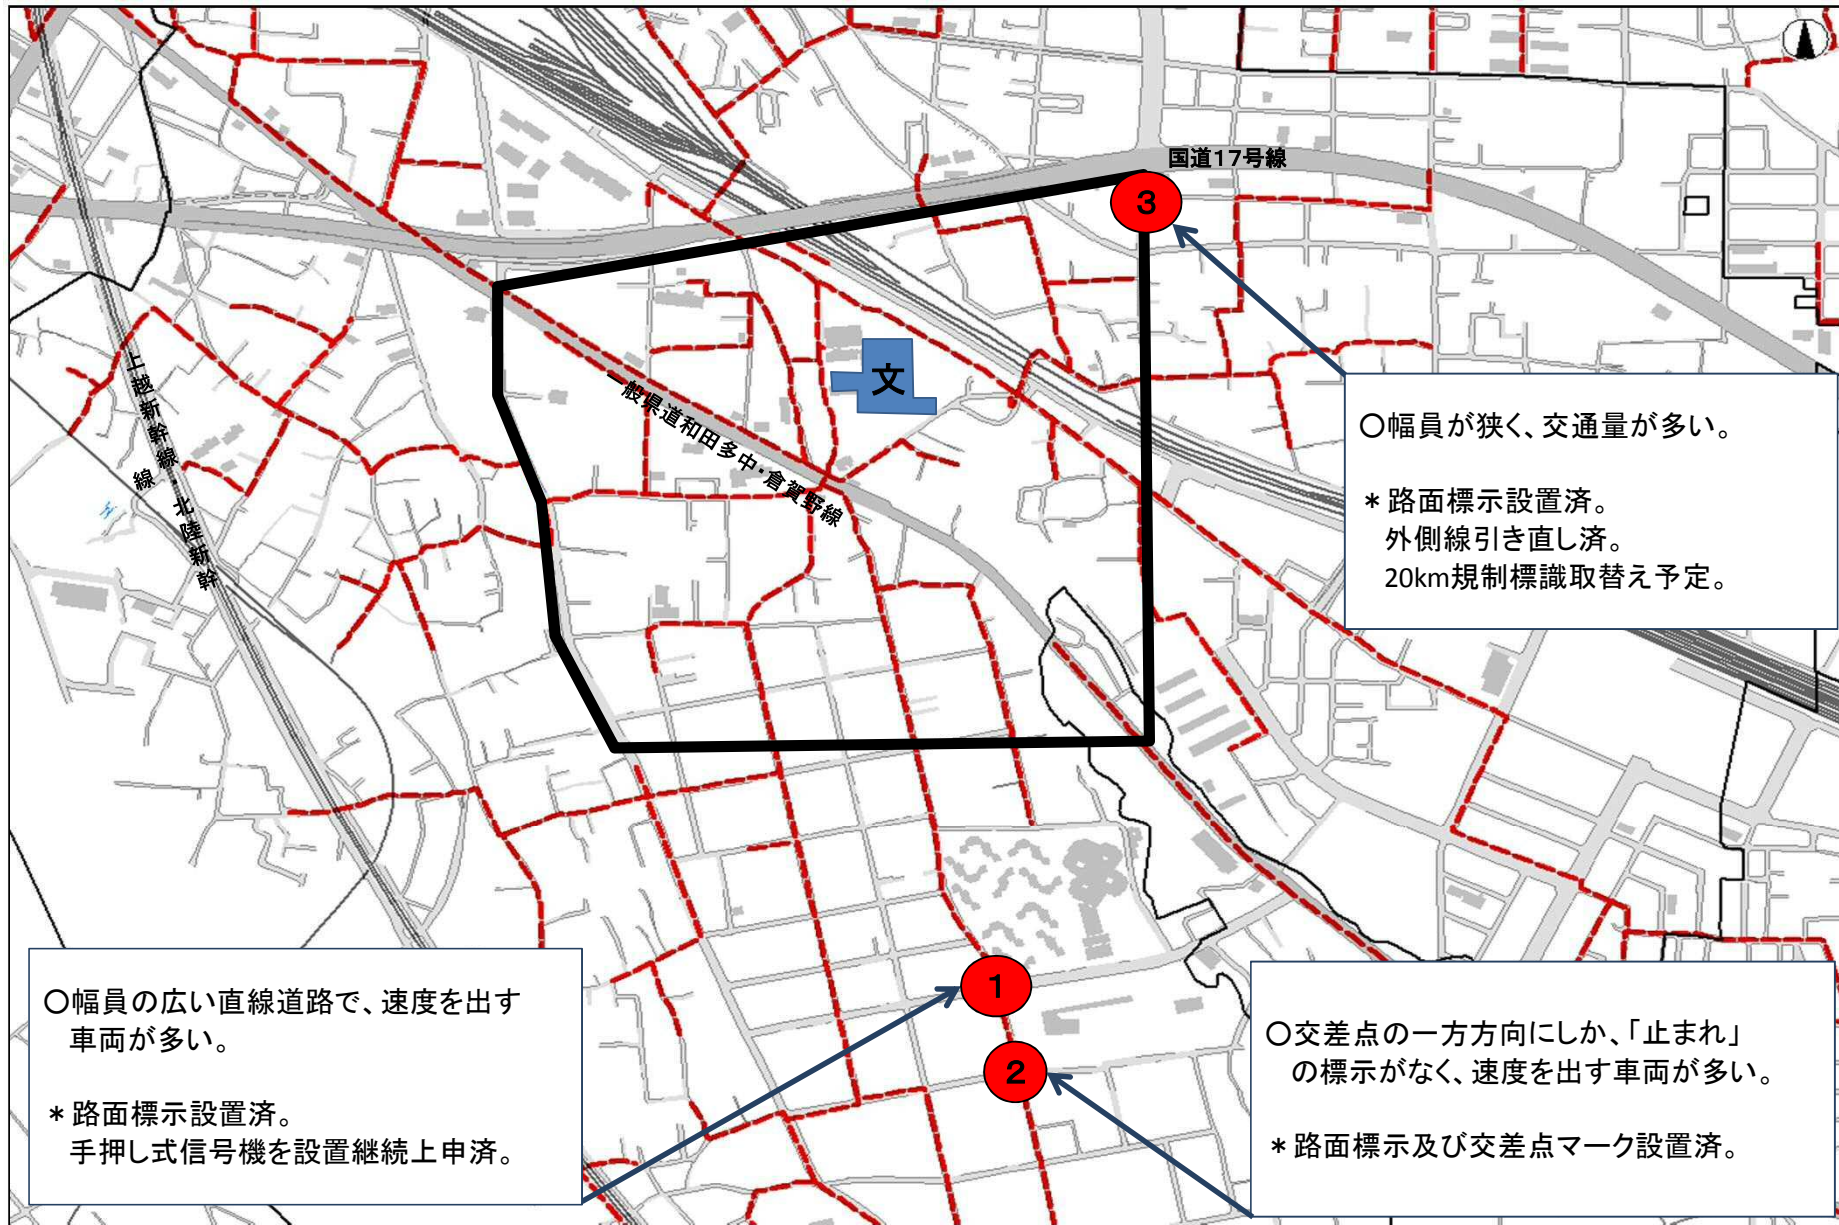 国道17号線
3
文
一般県道和田多中・倉賀野線
上越新幹線・北陸新幹
線
〇幅員が狭く、交通量が多い。
＊路面標示設置済。
外側線引き直し済。
20km規制標識取替え予定。
1
2
〇幅員の広い直線道路で、速度を出す
車両が多い。
＊路面標示設置済。
手押し式信号機を設置継続上申済。
〇交差点の一方方向にしか、「止まれ」
の標示がなく、速度を出す車両が多い。
＊路面標示及び交差点マーク設置済。